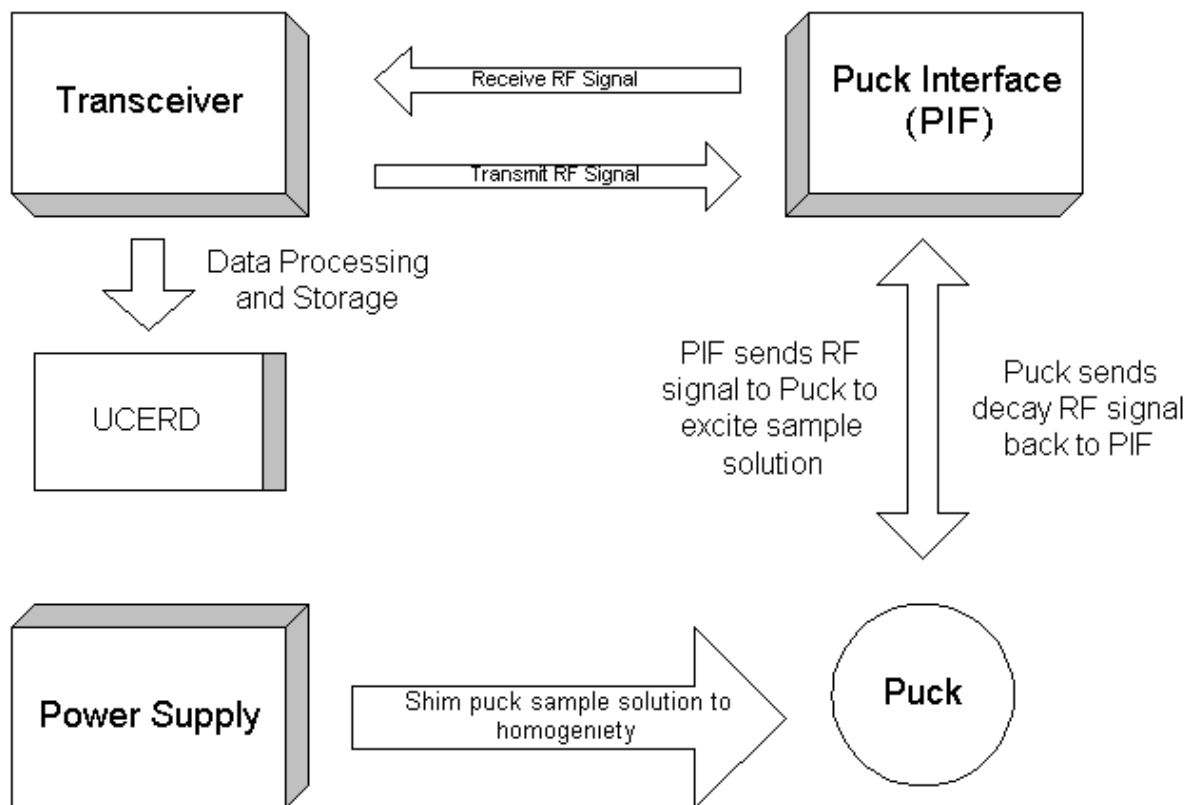 Transceiver
Receive RF Signal
Transmit RF Signal
Puck Interface
(PIF)
Data Processing
and Storage
UCERD
PIF sends RF
signal to Puck to
excite sample
solution
Puck sends
decay RF signal
back to PIF
Power Supply
Shim puck sample solution to
homogeniety
Puck